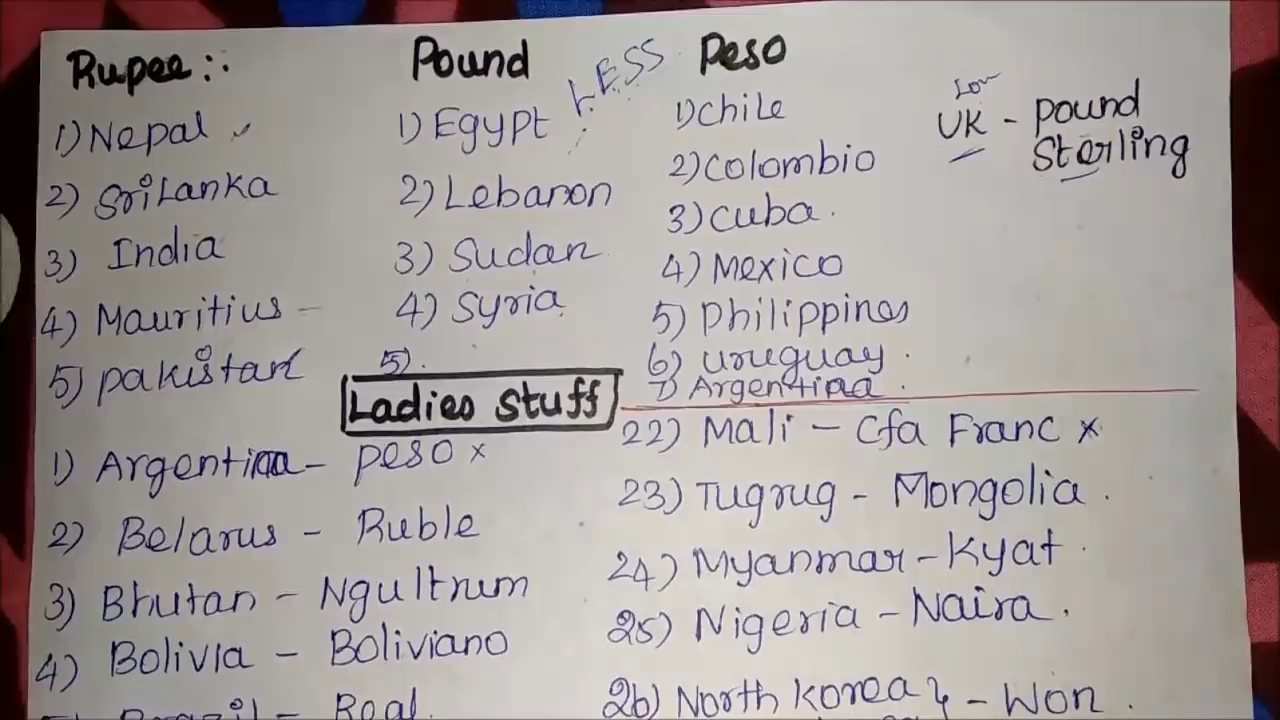 Rupee::
1) Nepal
2) SriLanka
3) India
4) Mauritius -
5) pakistan
Pound
LESS
1) Egypt
2) Lebanon
3) Sudan
4) Syria
5).
Peso
1) chile
2) Colombio
3) Cuba.
4) Mexico
5) Philippines
6) uruguay.
7) Argentina.
UK - pound
Sterling
Ladies Stuff
1) Argentina - peso x
2) Belarus - Ruble
3) Bhutan - Ngultrum
4) Bolivia - Boliviano
5) Brazil - Real.
22) Mali - Cfa Franc x
23) Tugrug - Mongolia.
24) Myanmar - Kyat.
25) Nigeria - Naira.
26) North Korea - Won.